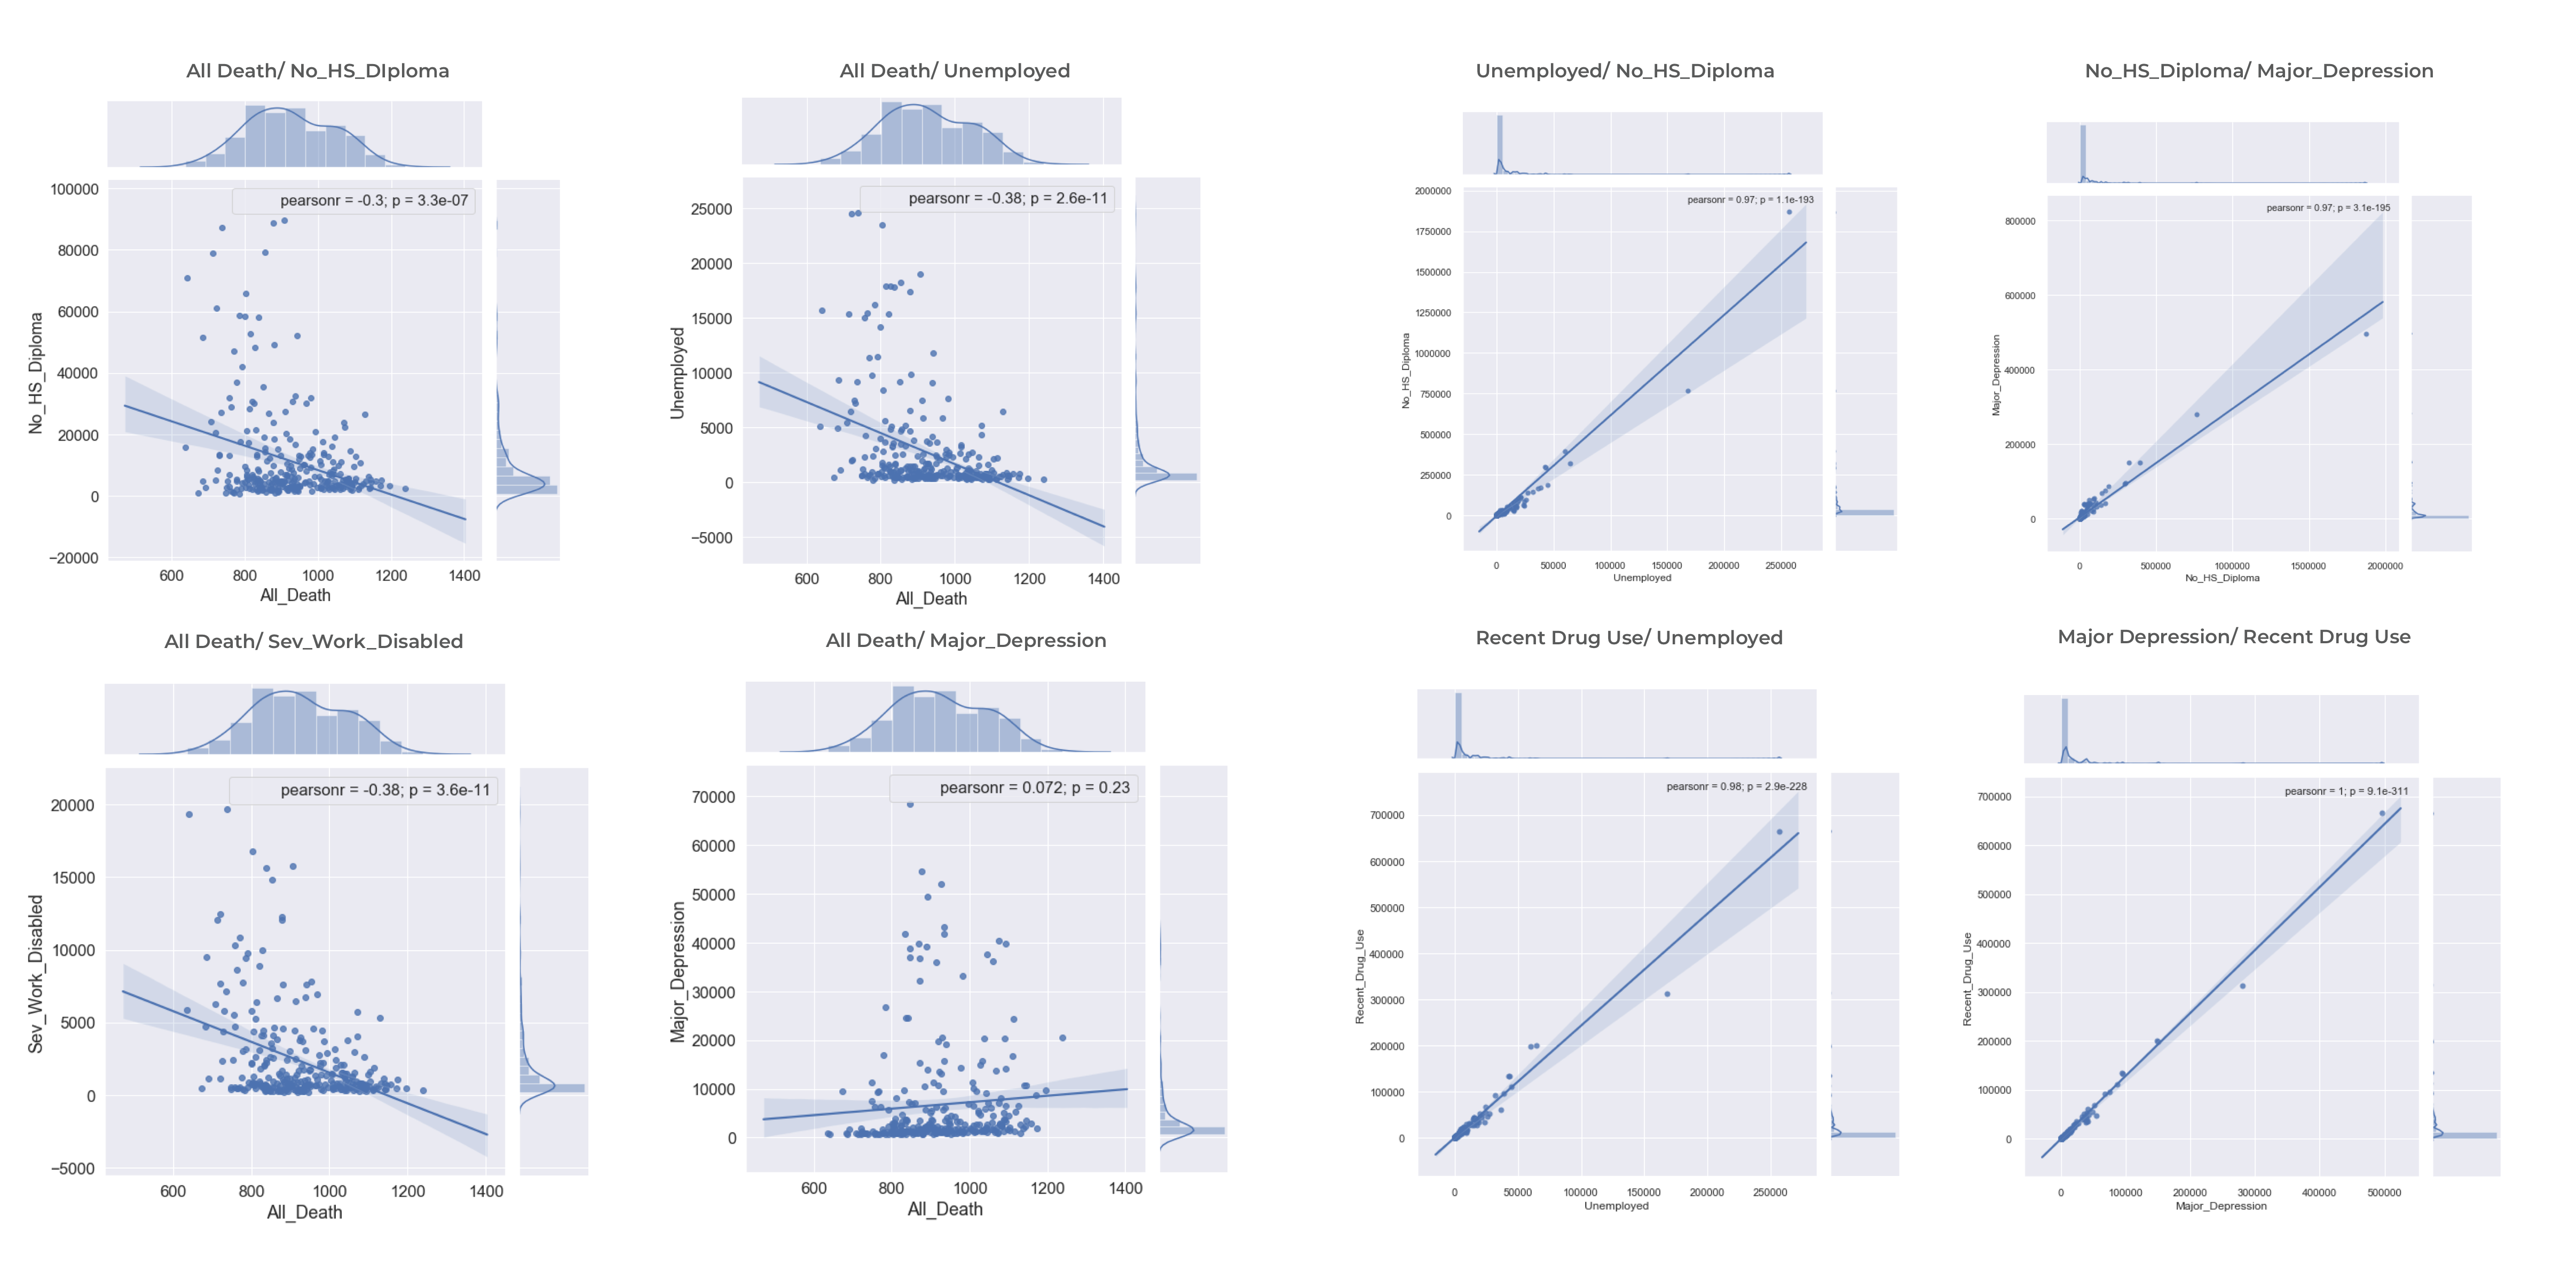 All Death/ No_HS_DIploma
pearsonr = -0.3; p = 3.3e-07
100000
80000
60000
40000
20000
0
−20000
No_HS_Diploma
600 800 1000 1200 1400
All_Death
All Death/ Unemployed
pearsonr = -0.38; p = 2.6e-11
25000
20000
15000
10000
5000
0
−5000
Unemployed
600 800 1000 1200 1400
All_Death
Unemployed/ No_HS_Diploma
pearsonr = 0.97; p = 1.1e-193
2000000
1750000
1500000
1250000
1000000
750000
500000
250000
0
No_HS_Diploma
0 50000 100000 150000 200000 250000
Unemployed
No_HS_Diploma/ Major_Depression
pearsonr = 0.97; p = 3.1e-195
800000
600000
400000
200000
0
Major_Depression
0 500000 1000000 1500000 2000000
No_HS_Diploma
All Death/ Sev_Work_Disabled
pearsonr = -0.38; p = 3.6e-11
20000
15000
10000
5000
0
−5000
Sev_Work_Disabled
600 800 1000 1200 1400
All_Death
All Death/ Major_Depression
pearsonr = 0.072; p = 0.23
70000
60000
50000
40000
30000
20000
10000
0
Major_Depression
600 800 1000 1200 1400
All_Death
Recent Drug Use/ Unemployed
pearsonr = 0.98; p = 2.9e-228
700000
600000
500000
400000
300000
200000
100000
0
Recent_Drug_Use
0 50000 100000 150000 200000 250000
Unemployed
Major Depression/ Recent Drug Use
pearsonr = 1; p = 9.1e-311
700000
600000
500000
400000
300000
200000
100000
0
Recent_Drug_Use
0 100000 200000 300000 400000 500000
Major_Depression